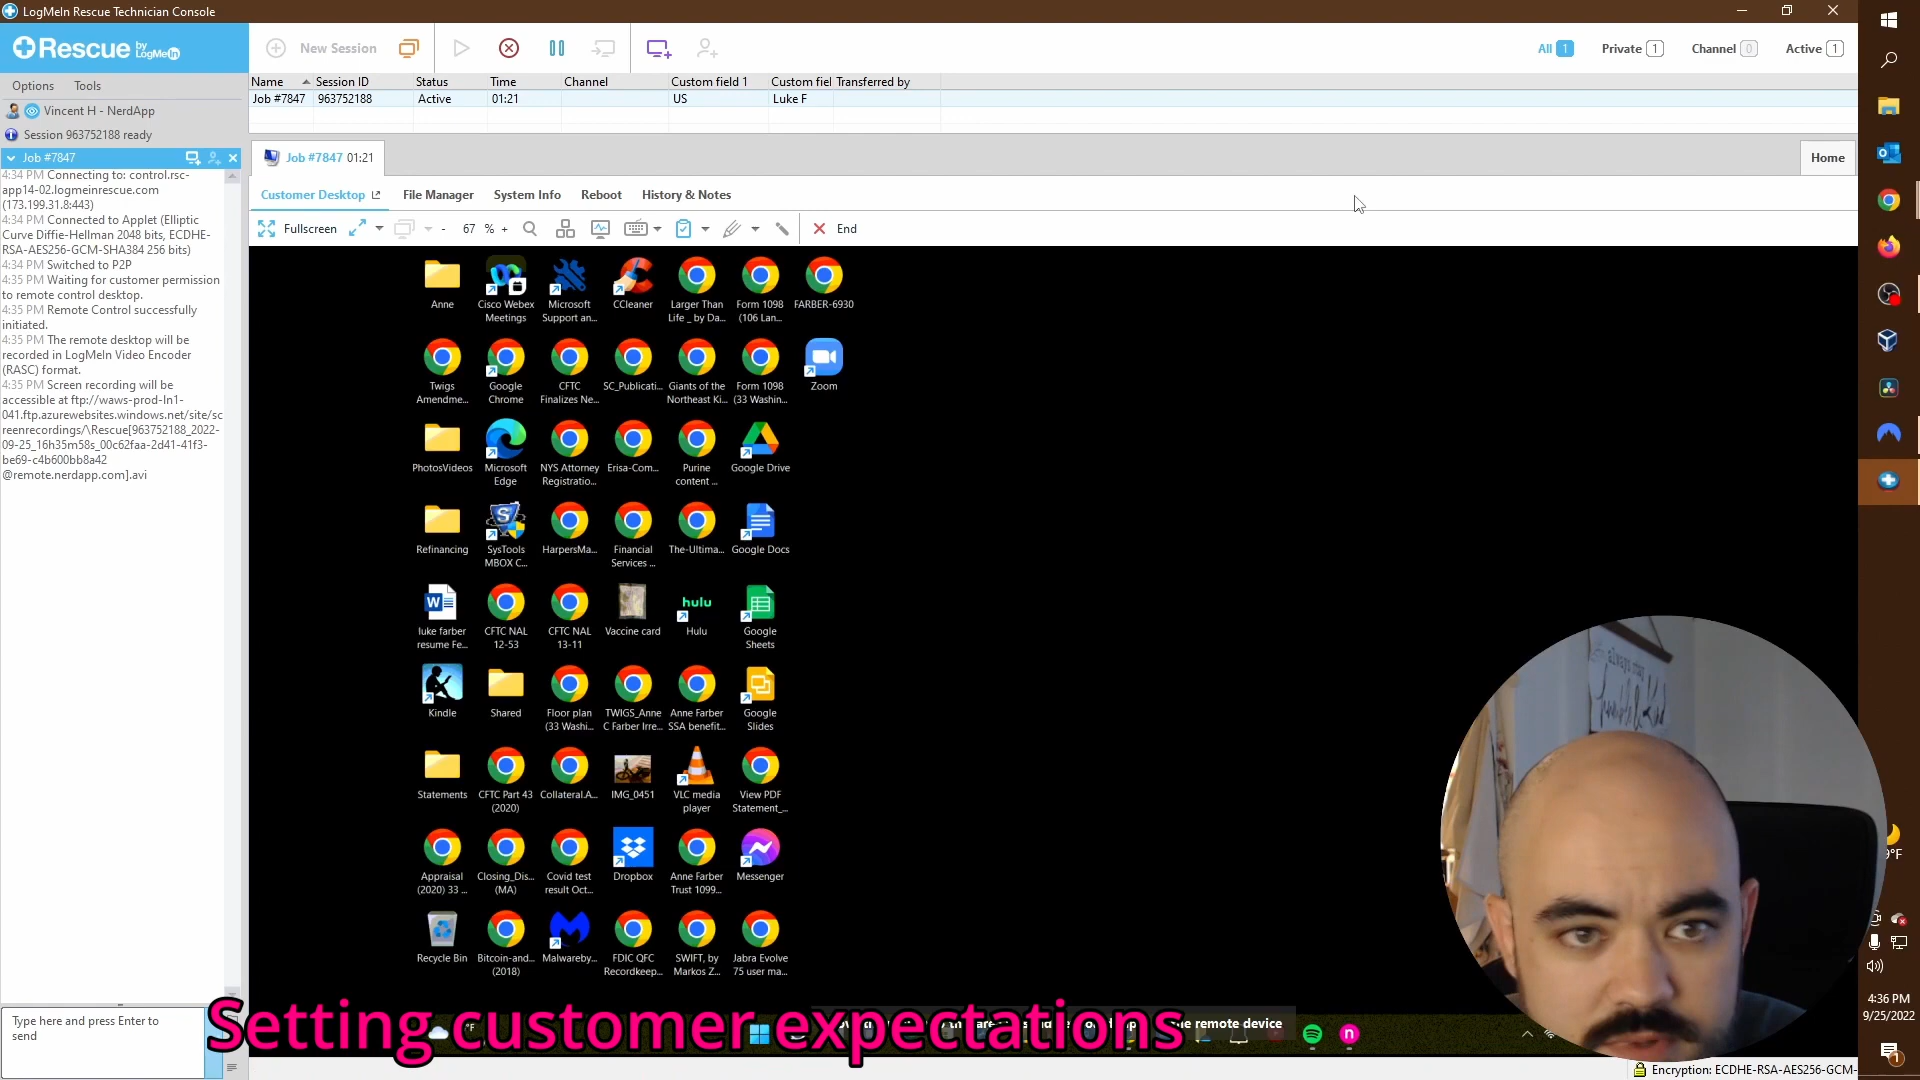 LogMeIn Rescue Technician Console
Rescue by LogMeIn
New Session
All 1
Private 1
Channel 0
Active 1
Options Tools
Vincent H - NerdApp
Session 963752188 ready
Job #7847
4:34 PM Connecting to: control.rsc-
app14-02.logmeinrescue.com
(173.199.31.8:443)
4:34 PM Connected to Applet (Elliptic
Curve Diffie-Hellman 2048 bits, ECDHE-
RSA-AES256-GCM-SHA384 256 bits)
4:34 PM Switched to P2P
4:35 PM Waiting for customer permission
to remote control desktop.
4:35 PM Remote Control successfully
initiated.
4:35 PM The remote desktop will be
recorded in LogMeIn Video Encoder
(RASC) format.
4:35 PM Screen recording will be
accessible at ftp://waws-prod-ln1-
041.ftp.azurewebsites.windows.net/site/sc
reenrecordings/\Rescue[963752188_2022-
09-25_16h35m58s_00c62faa-2d41-41f3-
be69-c4b600bb8a42
@remote.nerdapp.com].avi
Type here and press Enter to
send
Name Session ID Status Time Channel Custom field 1 Custom fiel Transferred by
Job #7847 963752188 Active 01:21 US Luke F
Job #7847 01:21
Home
Customer Desktop File Manager System Info Reboot History & Notes
Fullscreen - 67 % + End
Anne
Cisco Webex
Meetings
Microsoft
Support an...
CCleaner
Larger Than
Life _ by Da...
Form 1098
(106 Lan...
FARBER-6930
Twigs
Amendme...
Google
Chrome
CFTC
Finalizes Ne...
SC_Publicati...
Giants of the
Northeast Ki...
Form 1098
(33 Washin...
Zoom
PhotosVideos
Microsoft
Edge
NYS Attorney
Registratio...
Erisa-Com...
Purine
content ...
Google Drive
Refinancing
SysTools
MBOX C...
HarpersMa...
Financial
Services ...
The-Ultima...
Google Docs
luke farber
resume Fe...
CFTC NAL
12-53
CFTC NAL
13-11
Vaccine card
hulu
Hulu
Google
Sheets
Kindle
Shared
Floor plan
(33 Washi...
TWIGS_Anne
C Farber Irre...
Anne Farber
SSA benefit...
Google
Slides
Statements
CFTC Part 43
(2020)
Collateral.A...
IMG_0451
VLC media
player
View PDF
Statement_...
Appraisal
(2020) 33 ...
Closing_Dis...
(MA)
Covid test
result Oct...
Dropbox
Anne Farber
Trust 1099...
Messenger
Recycle Bin
Bitcoin-and...
(2018)
Malwareby...
FDIC QFC
Recordkeep...
SWIFT, by
Markos Z...
Jabra Evolve
75 user ma...
Setting customer expectations
remote device
4:36 PM
9/25/2022
Encryption: ECDHE-RSA-AES256-GCM-